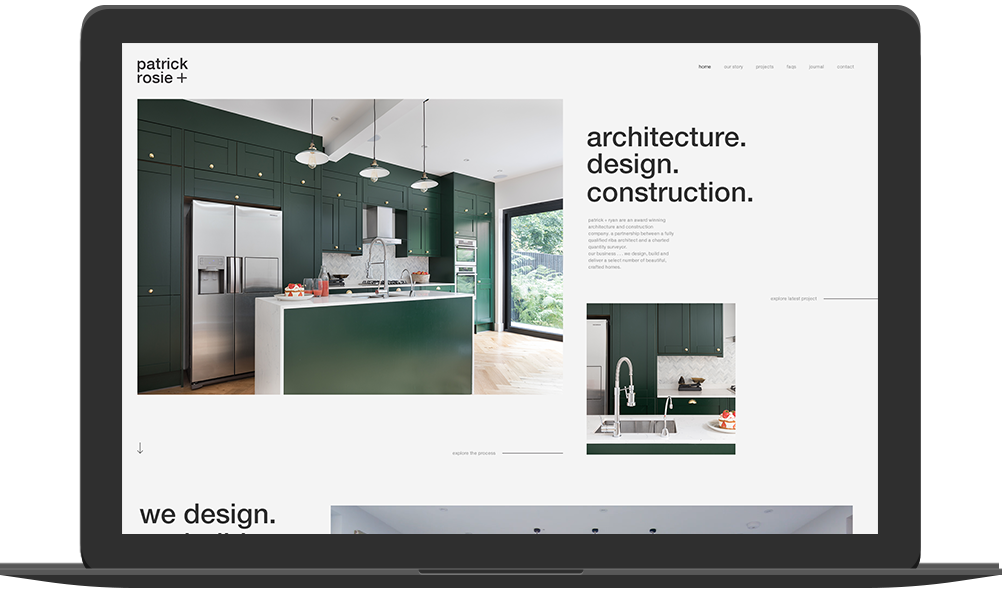 patrick
rosie +
home our story projects faqs journal contact
architecture.
design.
construction.
patrick + ryan are an award winning
architecture and construction
company. a partnership between a fully
qualified riba architect and a charted
quantity surveyor.
our business . . . we design, build and
deliver a select number of beautiful,
crafted homes.
explore latest project
explore the process
we design.